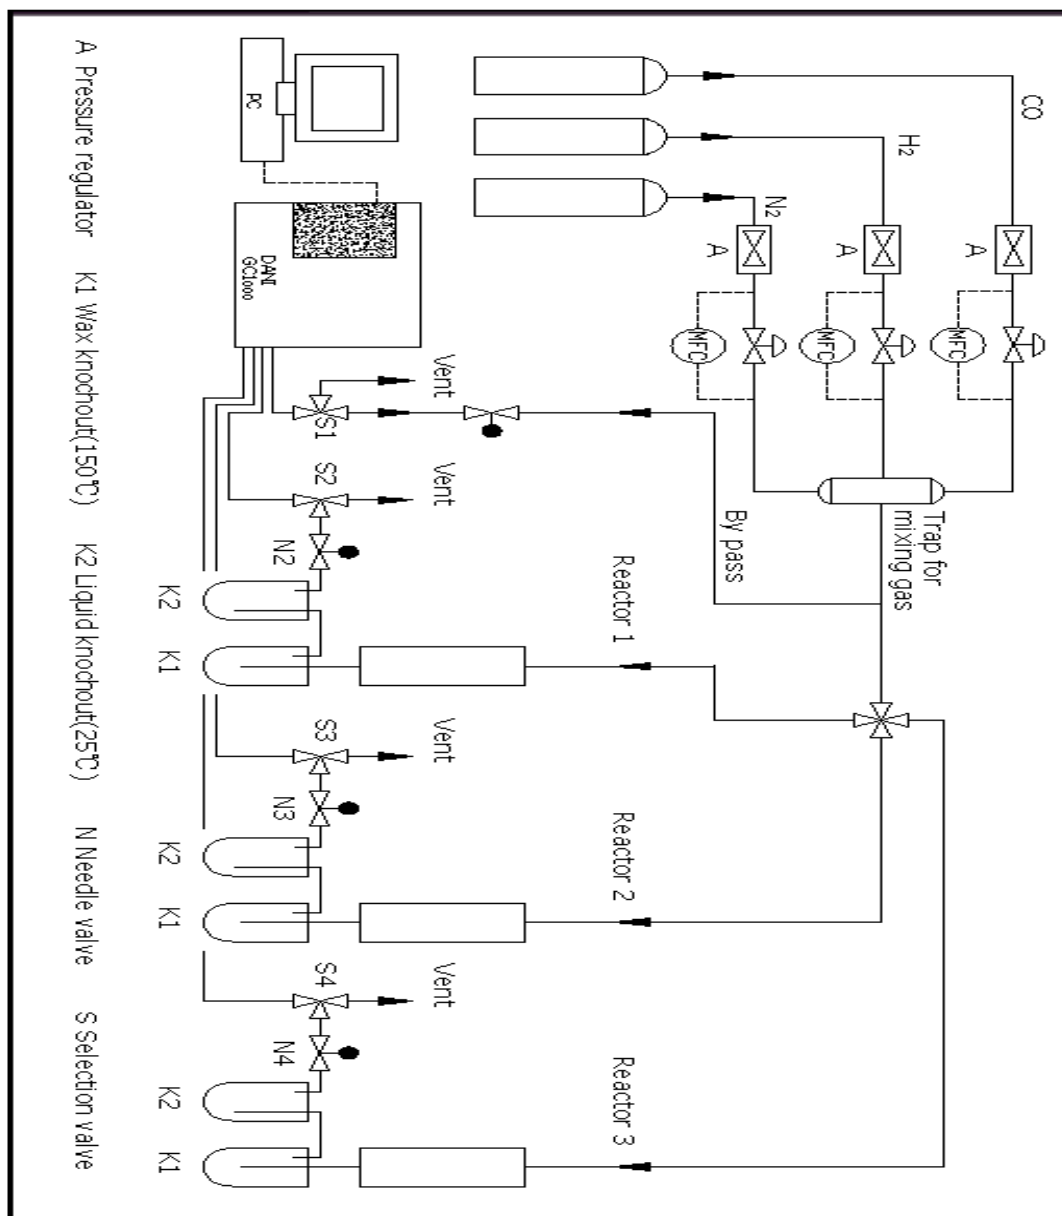 CO
H₂
A
MFC
Trap for
mixing gas
A
MFC
N₂
A
MFC
By pass
Reactor 1
Reactor 2
Reactor 3
Vent
Vent
Vent
Vent
S1
S2
S3
S4
N2
N3
N4
PC
DANI
GC1000
K2
K1
K2
K1
K2
K1
A Pressure regulator K1 Wax knochout(150℃) K2 Liquid knochout(25℃) N Needle valve S Selection valve